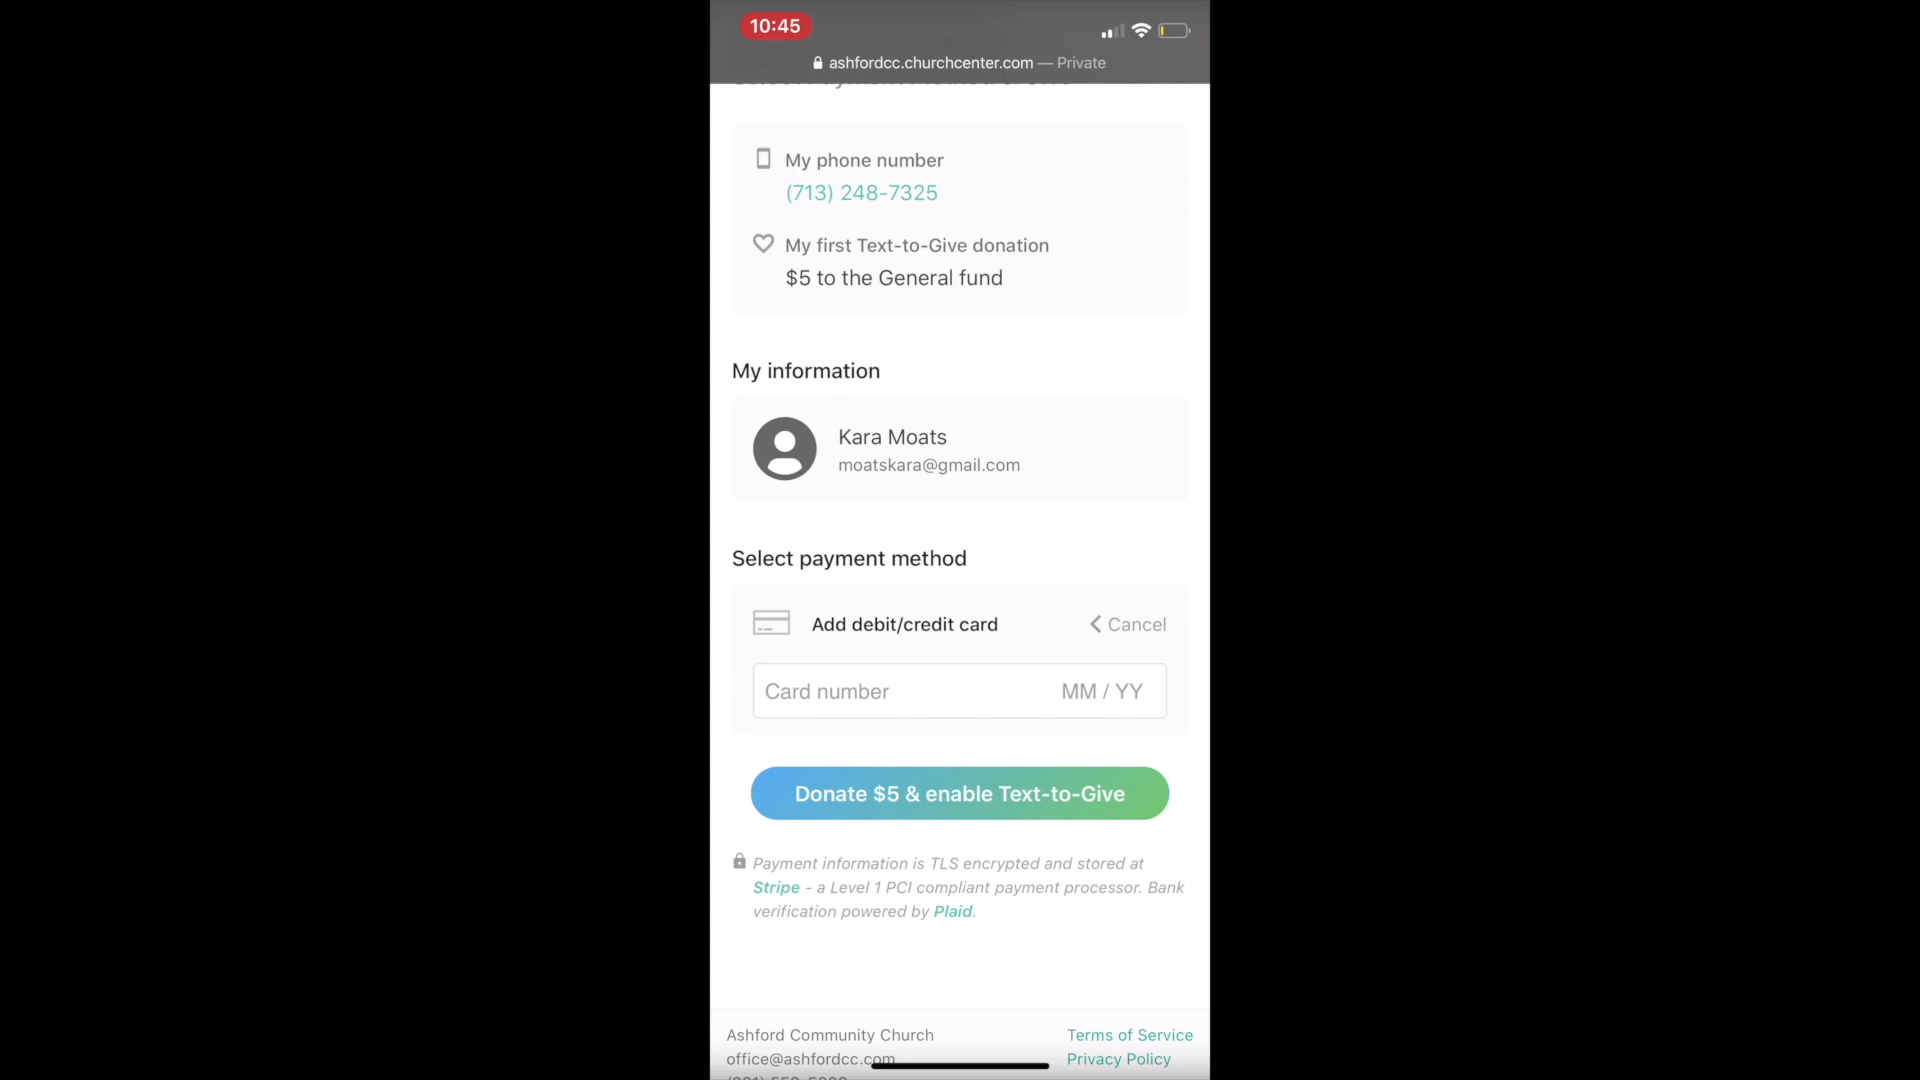 10:45
ashfordcc.churchcenter.com — Private
My phone number
(713) 248-7325
My first Text-to-Give donation
$5 to the General fund
My information
Kara Moats
moatskara@gmail.com
Select payment method
Add debit/credit card
Cancel
Card number MM / YY
Donate $5 & enable Text-to-Give
Payment information is TLS encrypted and stored at
Stripe - a Level 1 PCI compliant payment processor. Bank
verification powered by Plaid.
Ashford Community Church
Terms of Service
office@ashfordcc.com
Privacy Policy